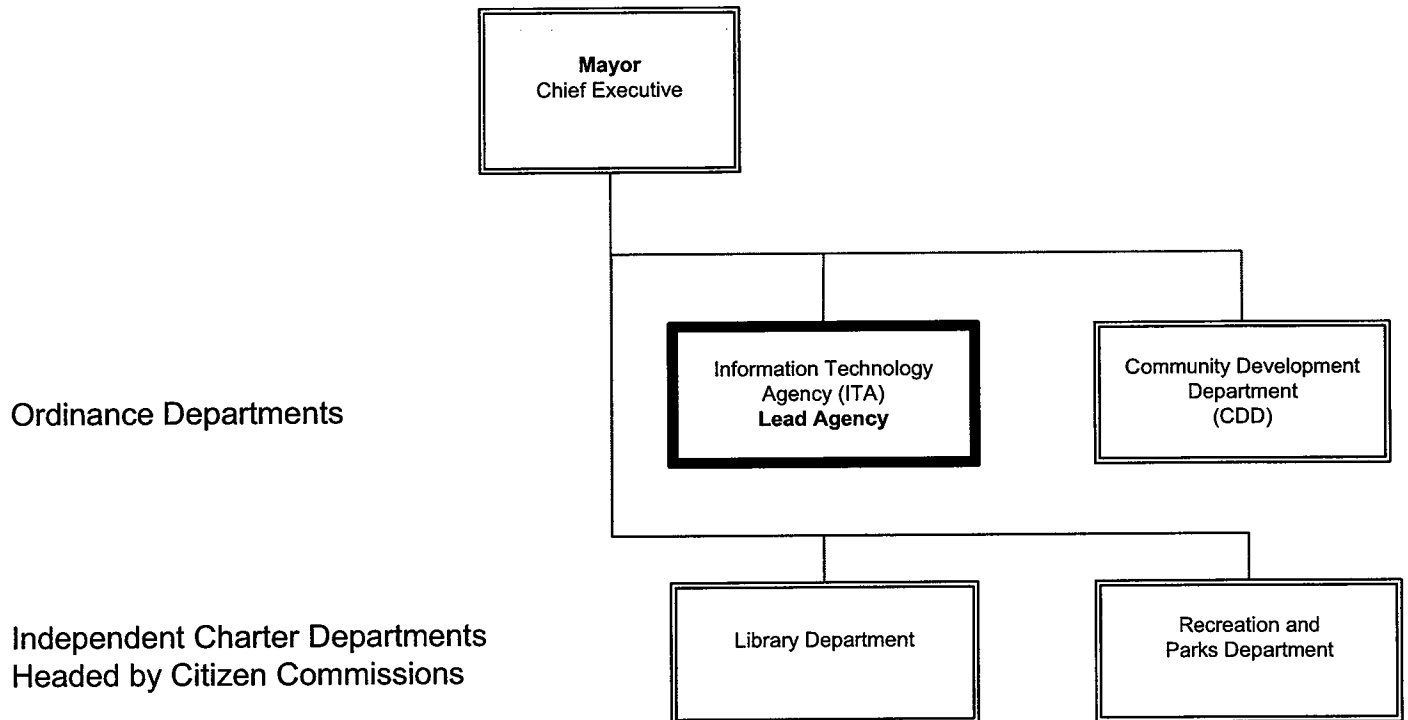 Mayor
Chief Executive
Ordinance Departments
Information Technology
Agency (ITA)
Lead Agency
Community Development
Department
(CDD)
Independent Charter Departments
Headed by Citizen Commissions
Library Department
Recreation and
Parks Department